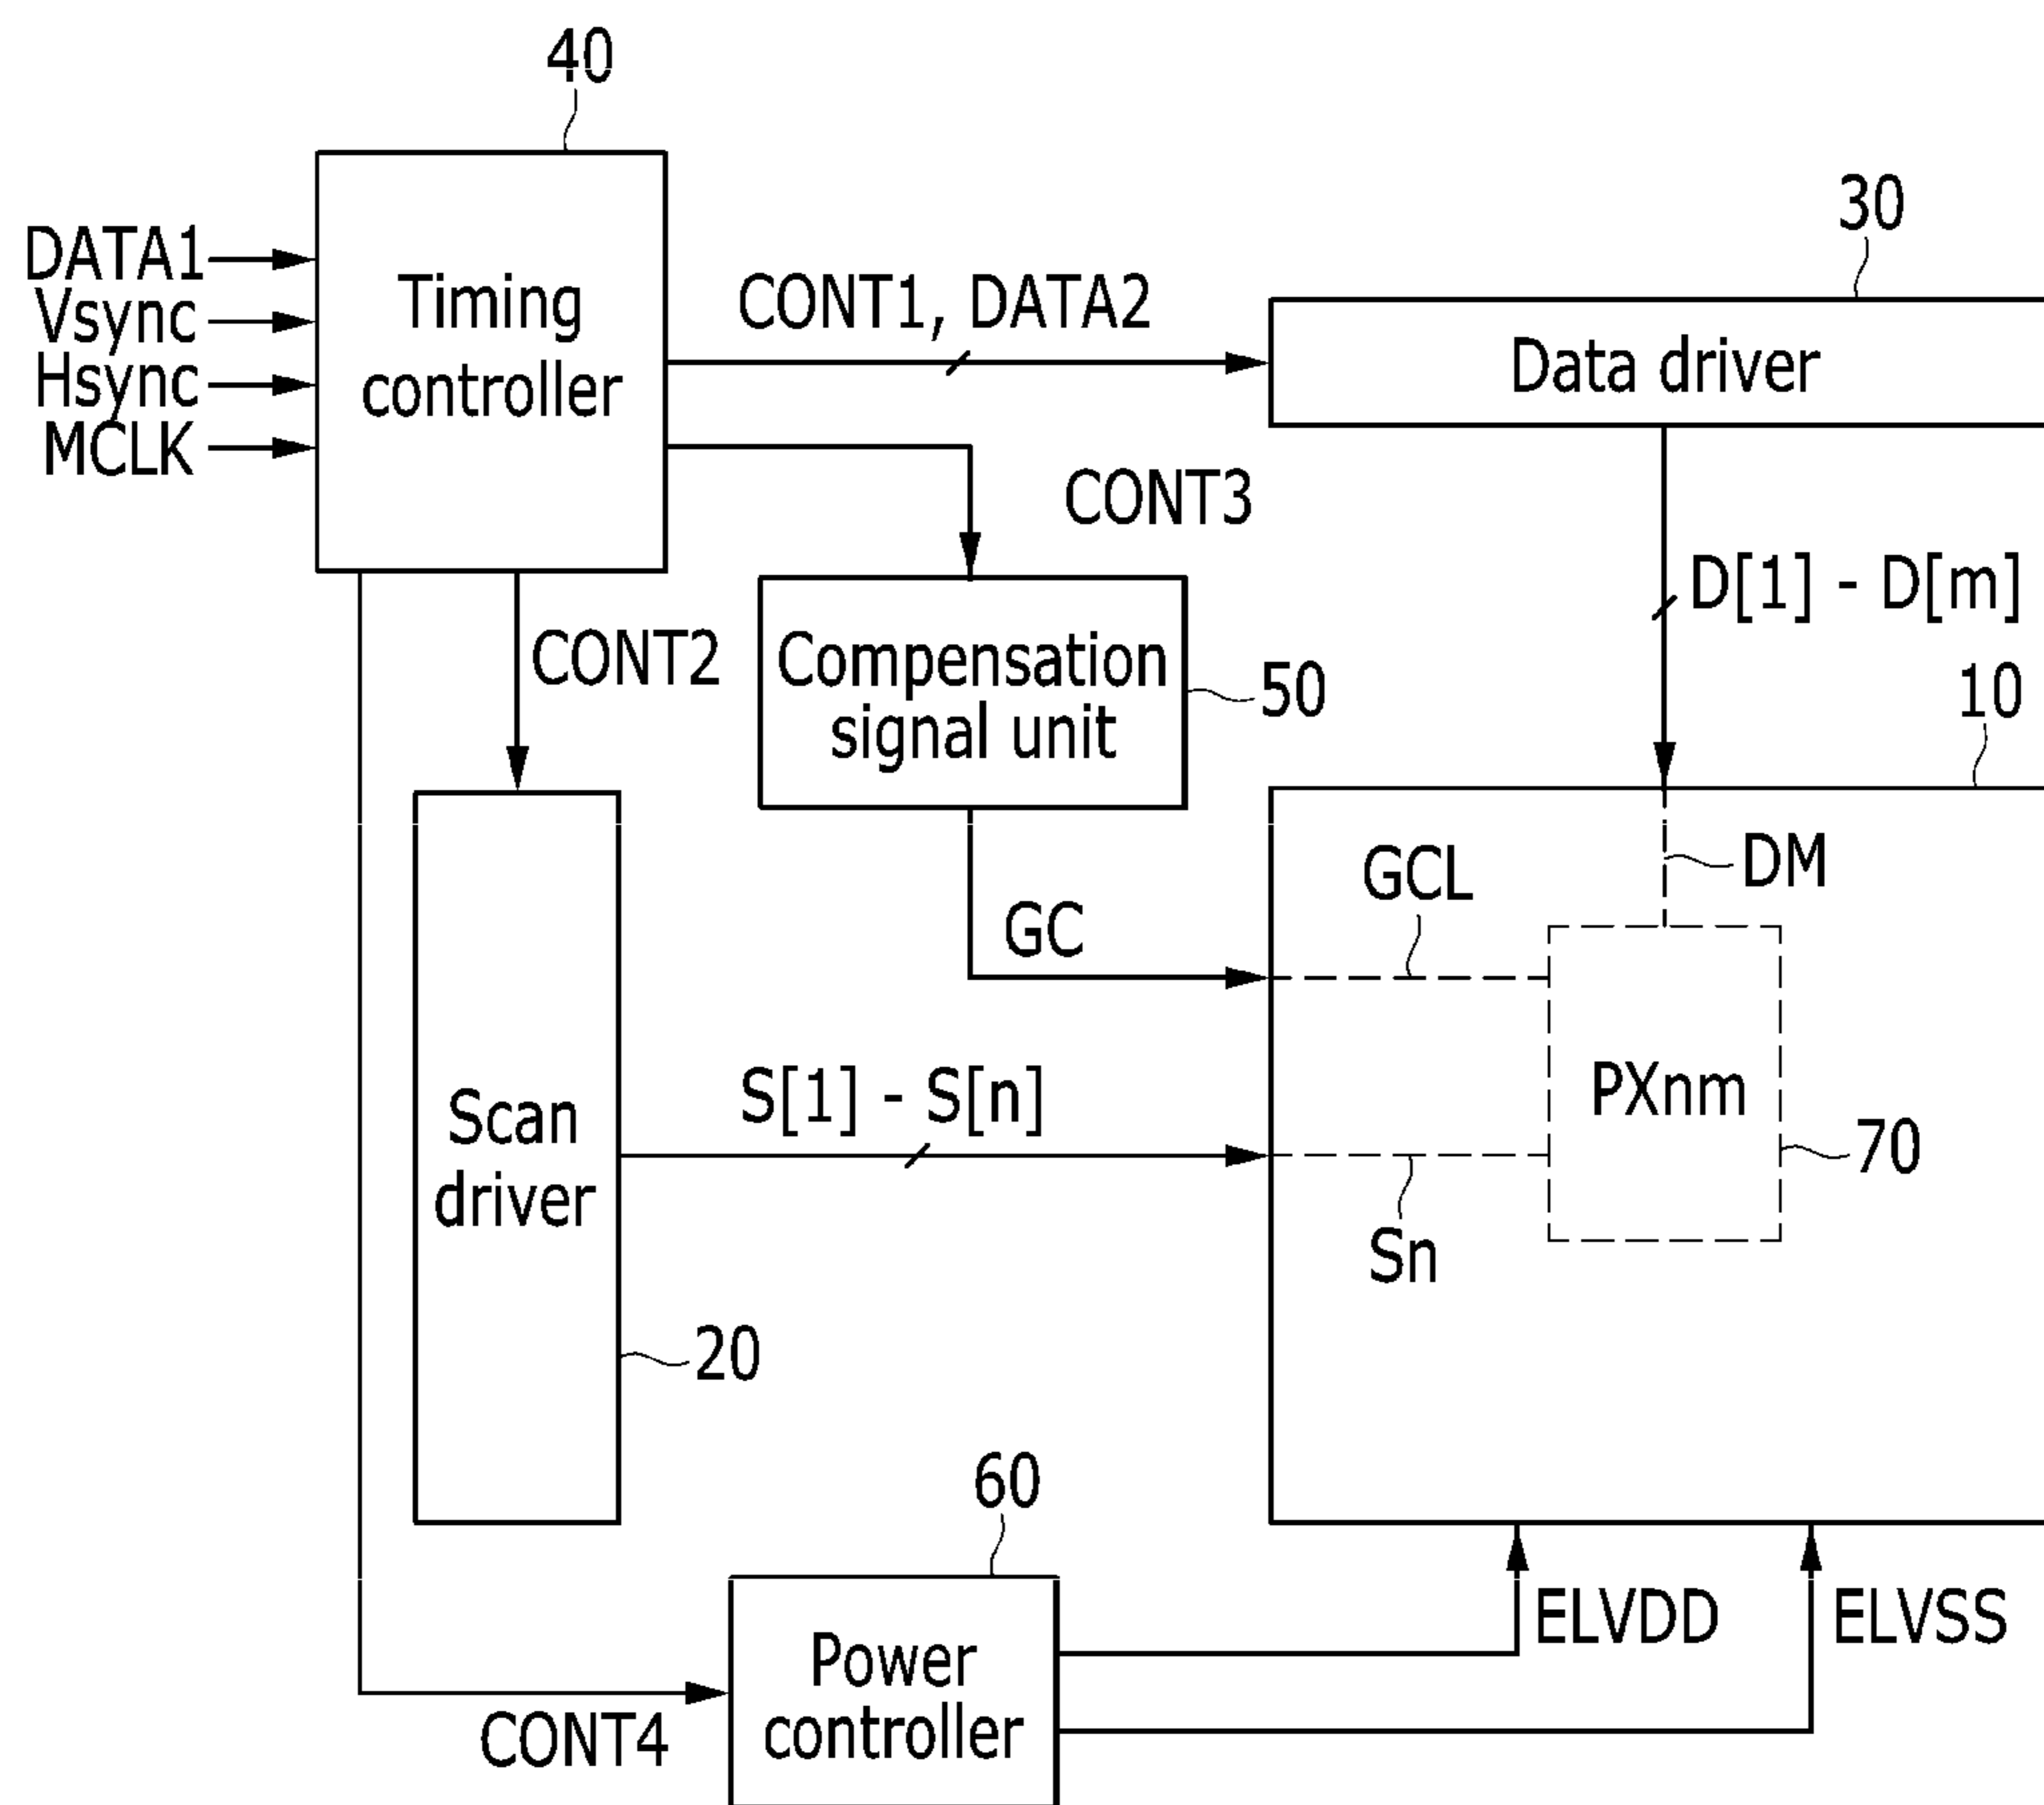 40
30
DATA1
Vsync
Hsync
MCLK
Timing
controller
CONT1, DATA2
Data driver
CONT3
D[1] - D[m]
CONT2
Compensation
signal unit
50
10
DM
GCL
GC
PXnm
S[1] - S[n]
Scan
driver
70
Sn
20
60
ELVDD
ELVSS
Power
controller
CONT4